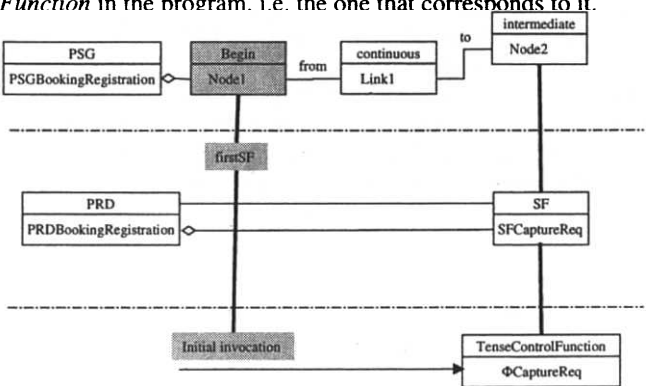 Function in the program, i.e. the one that corresponds to it.
intermediate
PSG
Begin
continuous
to
Node2
from
PSGBookingRegistration
Node1
Link1
firstSF
PRD
SF
PRDBookingRegistration
SFCaptureReq
Initial invocation
TenseControlFunction
ΦCaptureReq